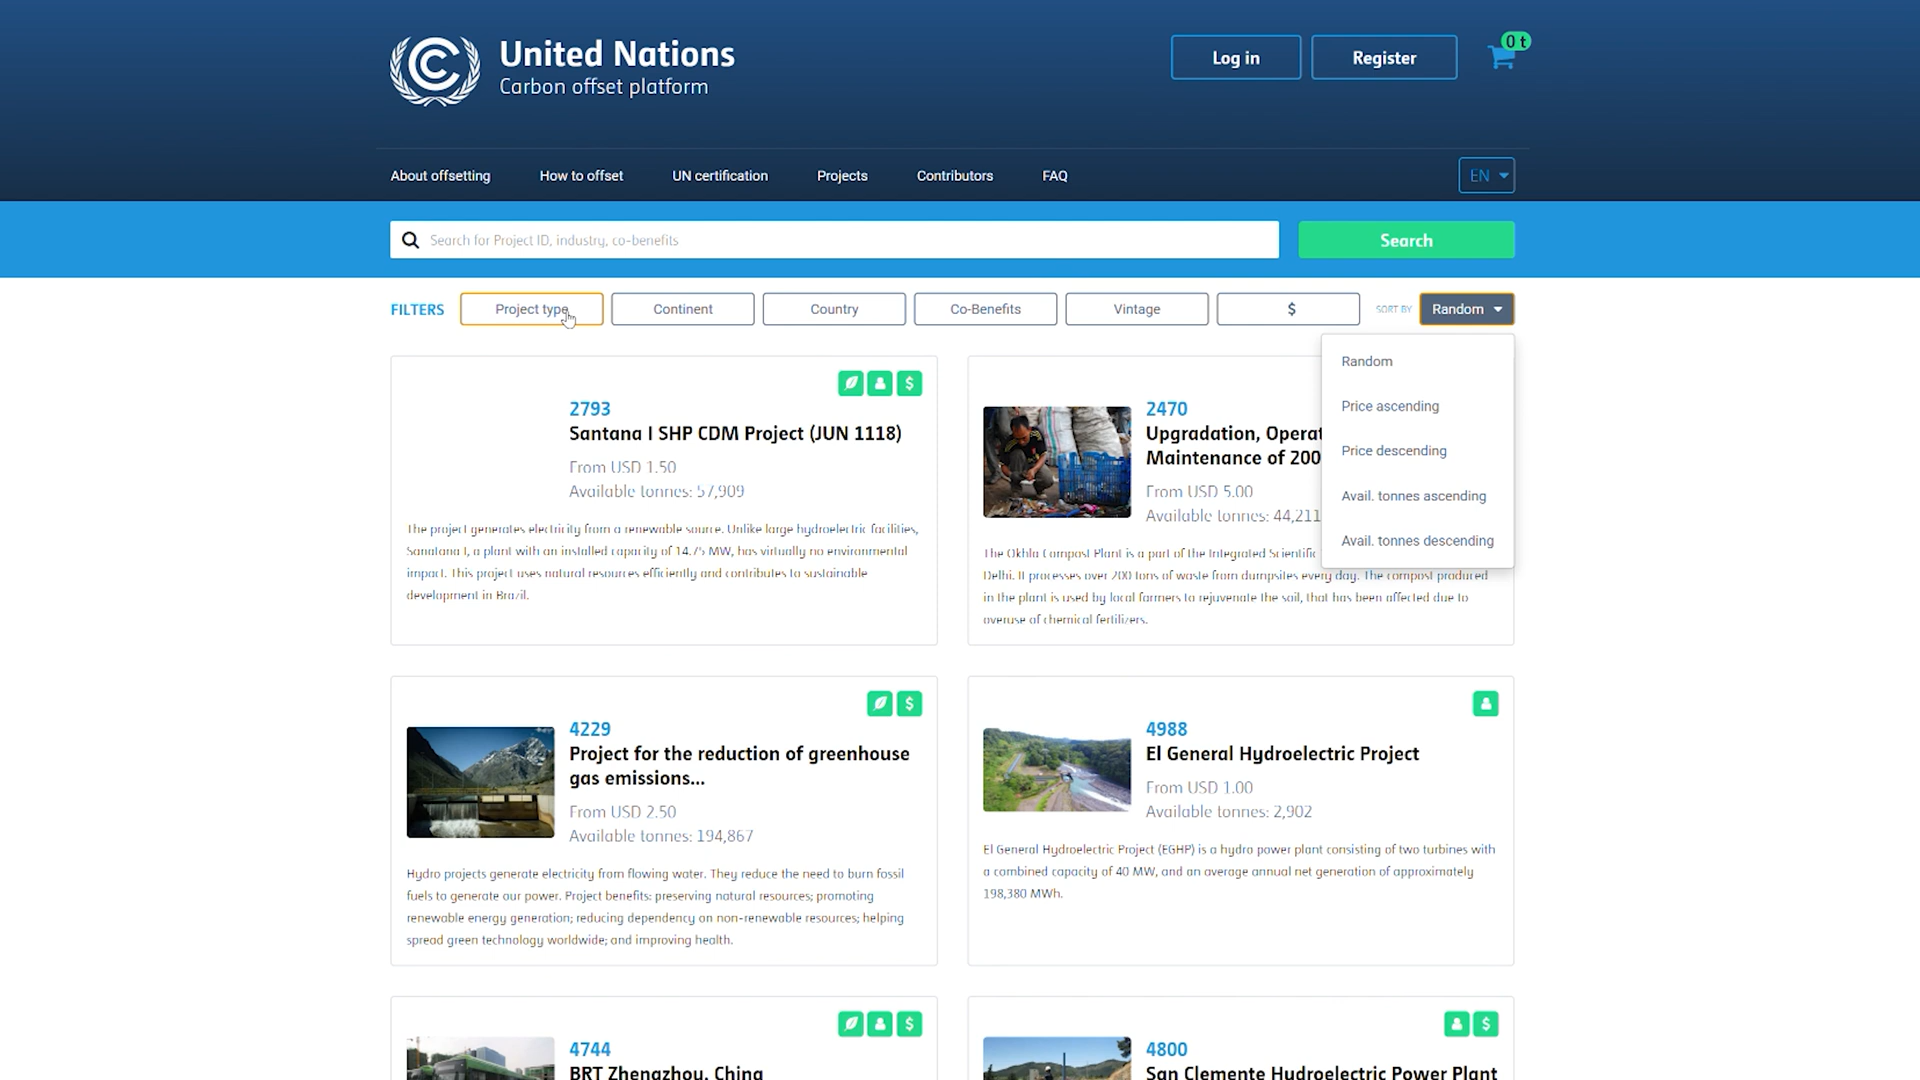 United Nations
Carbon offset platform
Log in
Register
0 t
About offsetting
How to offset
UN certification
Projects
Contributors
FAQ
EN
Search for Project ID, industry, co-benefits
Search
FILTERS
Project type
Continent
Country
Co-Benefits
Vintage
$
SORT BY
Random
Random
Price ascending
Price descending
Avail. tonnes ascending
Avail. tonnes descending
2793
Santana I SHP CDM Project (JUN 1118)
From USD 1.50
Available tonnes: 57,909
The project generates electricity from a renewable source. Unlike large hydroelectric facilities,
Sanatana I, a plant with an installed capacity of 14.75 MW, has virtually no environmental
impact. This project uses natural resources efficiently and contributes to sustainable
development in Brazil.
2470
Upgradation, Operat
Maintenance of 200
From USD 5.00
Available tonnes: 44,211
The Okhla Compost Plant is a part of the Integrated Scientific
Delhi. It processes over 200 tons of waste from dumpsites every day. The compost produced
in the plant is used by local farmers to rejuvenate the soil, that has been affected due to
overuse of chemical fertilizers.
4229
Project for the reduction of greenhouse
gas emissions...
From USD 2.50
Available tonnes: 194,867
Hydro projects generate electricity from flowing water. They reduce the need to burn fossil
fuels to generate our power. Project benefits: preserving natural resources; promoting
renewable energy generation; reducing dependency on non-renewable resources; helping
spread green technology worldwide; and improving health.
4988
El General Hydroelectric Project
From USD 1.00
Available tonnes: 2,902
El General Hydroelectric Project (EGHP) is a hydro power plant consisting of two turbines with
a combined capacity of 40 MW, and an average annual net generation of approximately
198,380 MWh.
4744
BRT Zhengzhou, China
4800
San Clemente Hydroelectric Power Plant